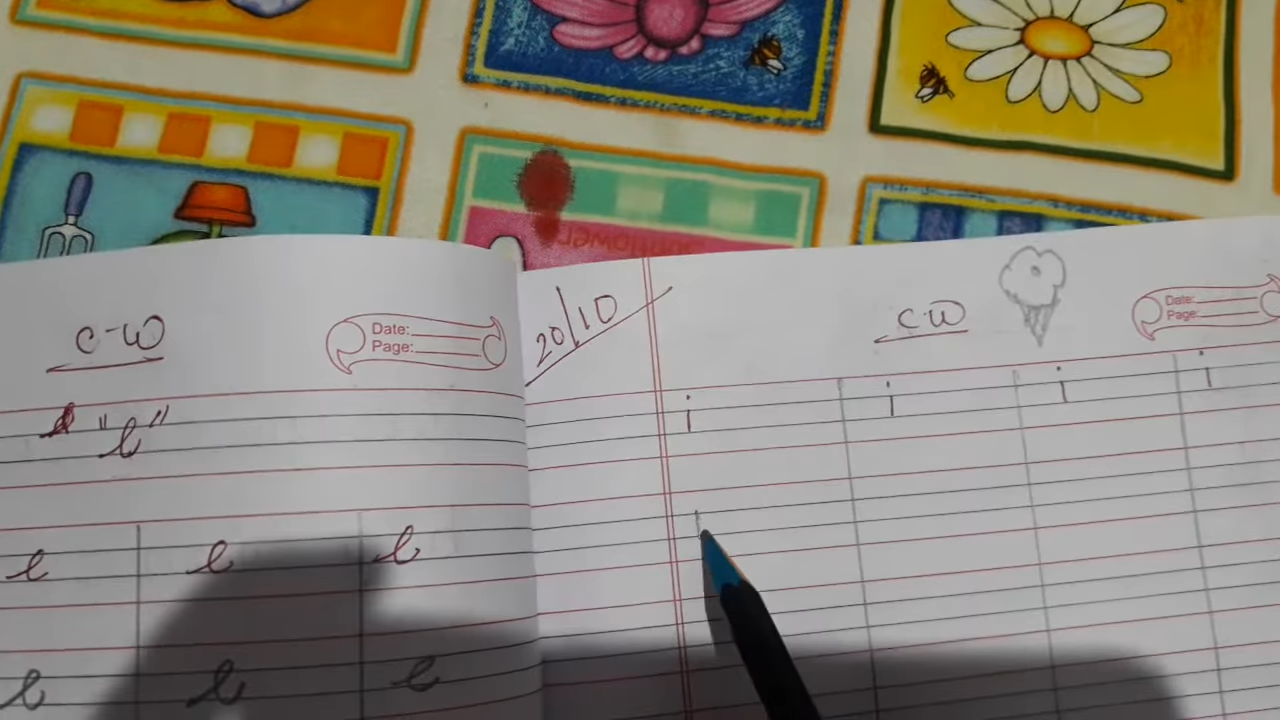 C-W
Date:
Page:
"l"
l l l
l l l
20/10
C.W
Date:
Page:
i i i i